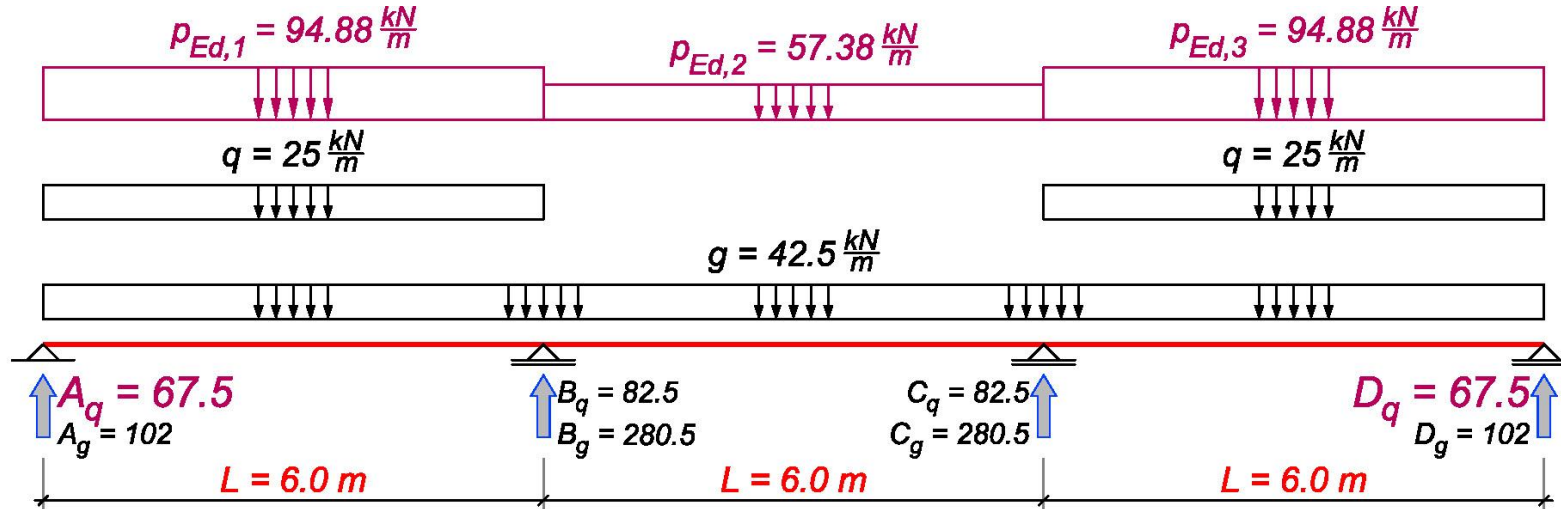 p_Ed,1 = 94.88 kN/m
p_Ed,2 = 57.38 kN/m
p_Ed,3 = 94.88 kN/m
q = 25 kN/m
q = 25 kN/m
g = 42.5 kN/m
A_q = 67.5
A_g = 102
B_q = 82.5
B_g = 280.5
C_q = 82.5
C_g = 280.5
D_q = 67.5
D_g = 102
L = 6.0 m
L = 6.0 m
L = 6.0 m